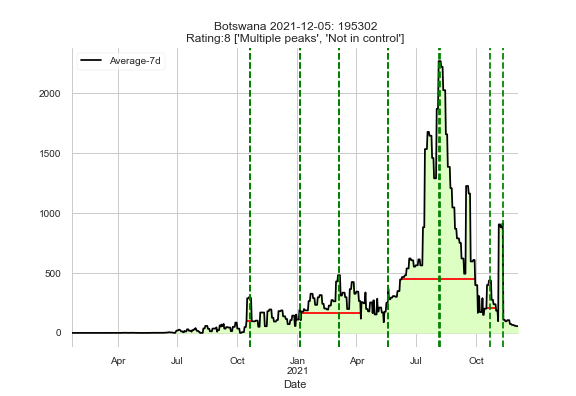 Botswana 2021-12-05: 195302
Rating:8 ['Multiple peaks', 'Not in control']
Average-7d
2000
1500
1000
500
0
Apr
Jul
Oct
Jan
2021
Apr
Jul
Oct
Date